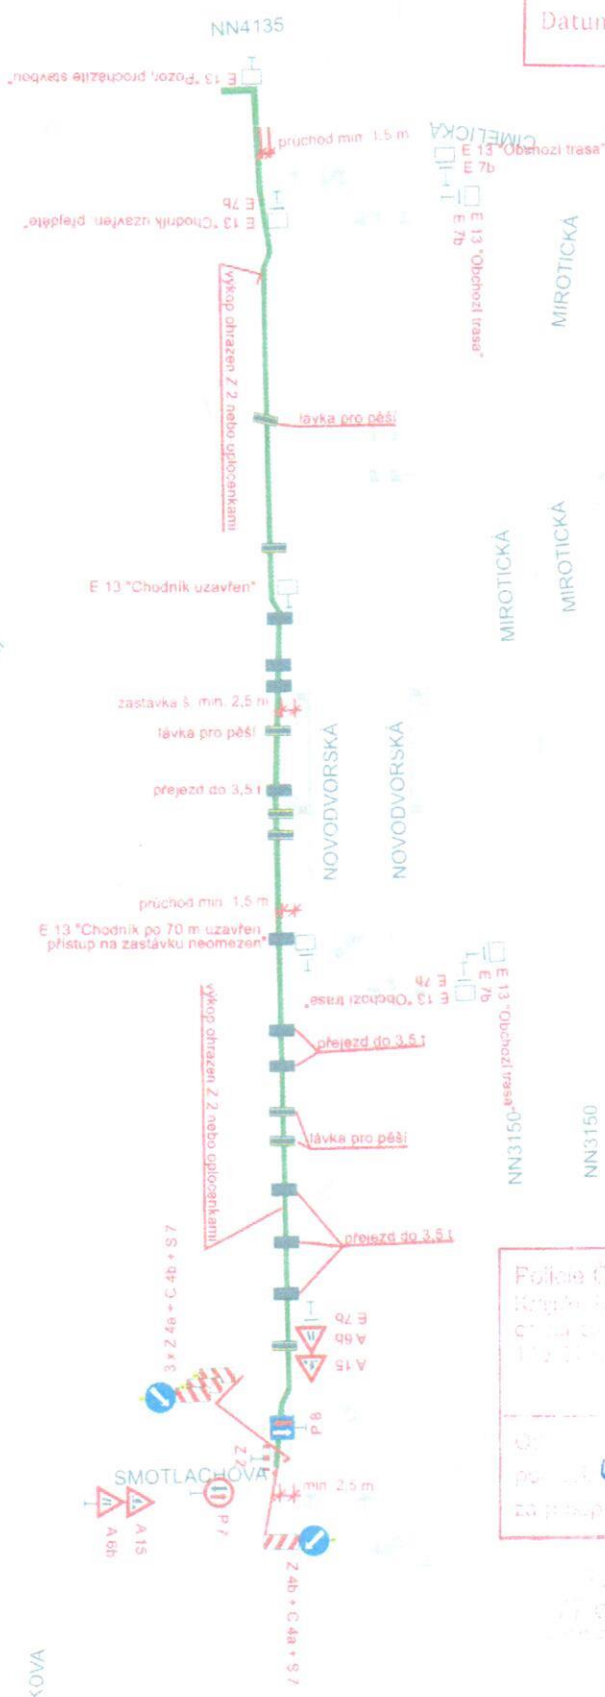 NN4135
Datum
E 13 "Pozor, procházíte stavbou"
průchod min. 1,5 m
CIMELICKÁ
E 13 "Obchozí trasa"
E 7b
E 7b
E 13 "Chodník uzavřen, přejděte"
E 7b
E 13 "Obchozí trasa"
MIROTICKÁ
výkop ohrazen Z 2 nebo oplocenkami
lávka pro pěší
MIROTICKÁ
MIROTICKÁ
E 13 "Chodník uzavřen"
zastávka š. min. 2,5 m
lávka pro pěší
NOVODVORSKÁ
NOVODVORSKÁ
přejezd do 3,5 t
průchod min. 1,5 m
E 13 "Chodník po 70 m uzavřen
přístup na zastávku neomezen"
E 7b
E 13 "Obchozí trasa"
E 7b
E 13 "Obchozí trasa"
výkop ohrazen Z 2 nebo oplocenkami
přejezd do 3,5 t
lávka pro pěší
NN3150
NN3150
přejezd do 3,5 t
3 x Z 4a + C 4b + S 7
E 7b
A 6b
A 15
Policie
P 8
Z 2
SMOTLACHOVA
min. 2,5 m
P 7
A 15
A 6b
Z 4b + C 4a + S 7
KOVA